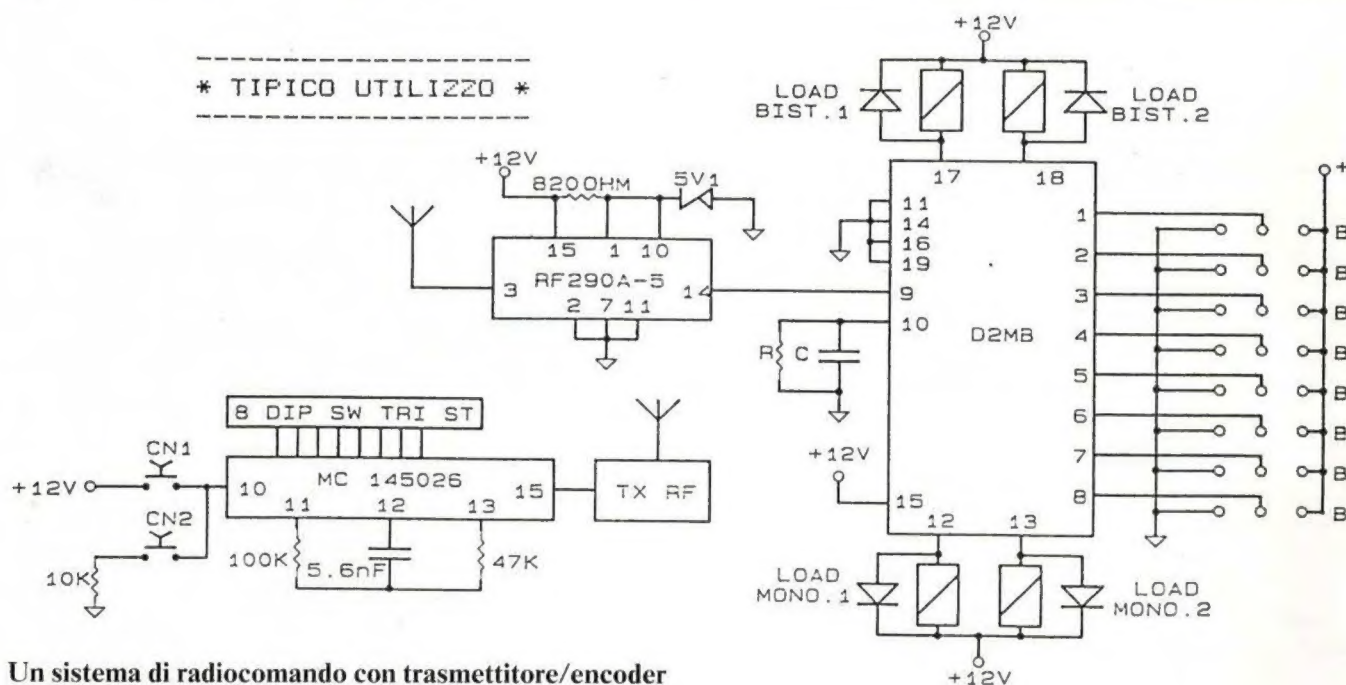 * TIPICO UTILIZZO *
+12V
8200HM
5V1
15 1 10
3 RF290A-5 14
2 7 11
8 DIP SW TRI ST
CN1
+12V
CN2
10K
10 MC 145026 15
11 12 13
100K 5.6nF 47K
TX RF
+12V
LOAD BIST.1
LOAD BIST.2
17 18
11
14
16
19
9
10
R C
+12V
15
D2MB
12 13
1
2
3
4
5
6
7
8
+
B
B
B
B
B
B
B
B
LOAD MONO.1
LOAD MONO.2
+12V
Un sistema di radiocomando con trasmettitore/encoder